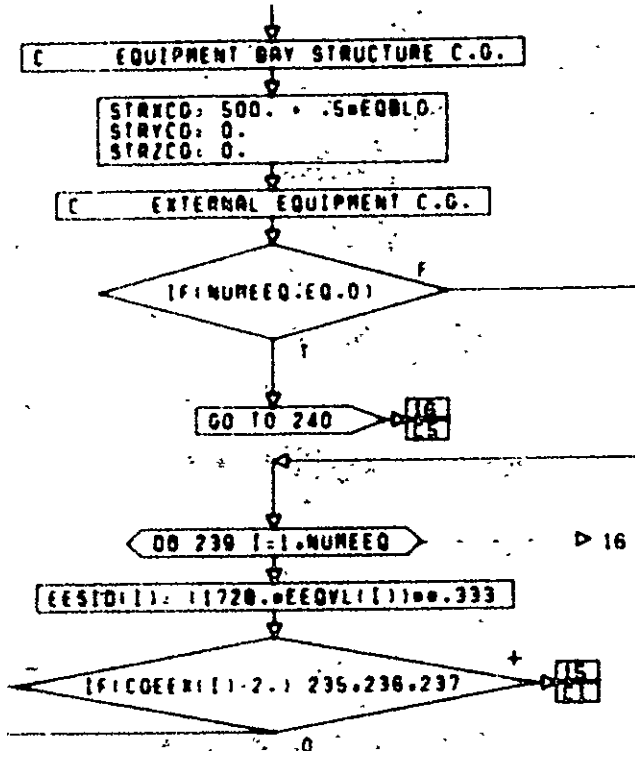 C EQUIPMENT BAY STRUCTURE C.G.
STRXCG= 500. + .5*EQBLG
STRYCG= 0.
STRZCG= 0.
C EXTERNAL EQUIPMENT C.G.
IF(NUMEEQ.EQ.0)
F
T
GO TO 240
16
C5
DO 239 I=1,NUMEEQ
16
EESID(I)= (1728.*EEQVL(I))**.333
-
IF(CGEEX(I)-2.) 235,236,237
+
15
C1
0